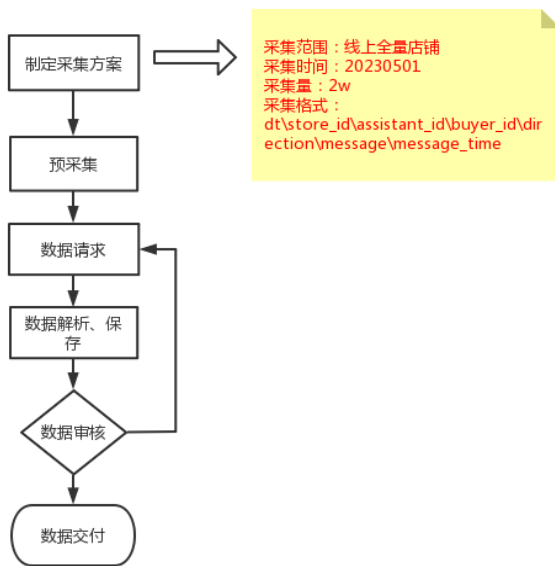 制定采集方案
采集范围：线上全量店铺
采集时间：20230501
采集量：2w
采集格式：
dt\store_id\assistant_id\buyer_id\dir
ection\message\message_time
预采集
数据请求
数据解析、保
存
数据审核
数据交付